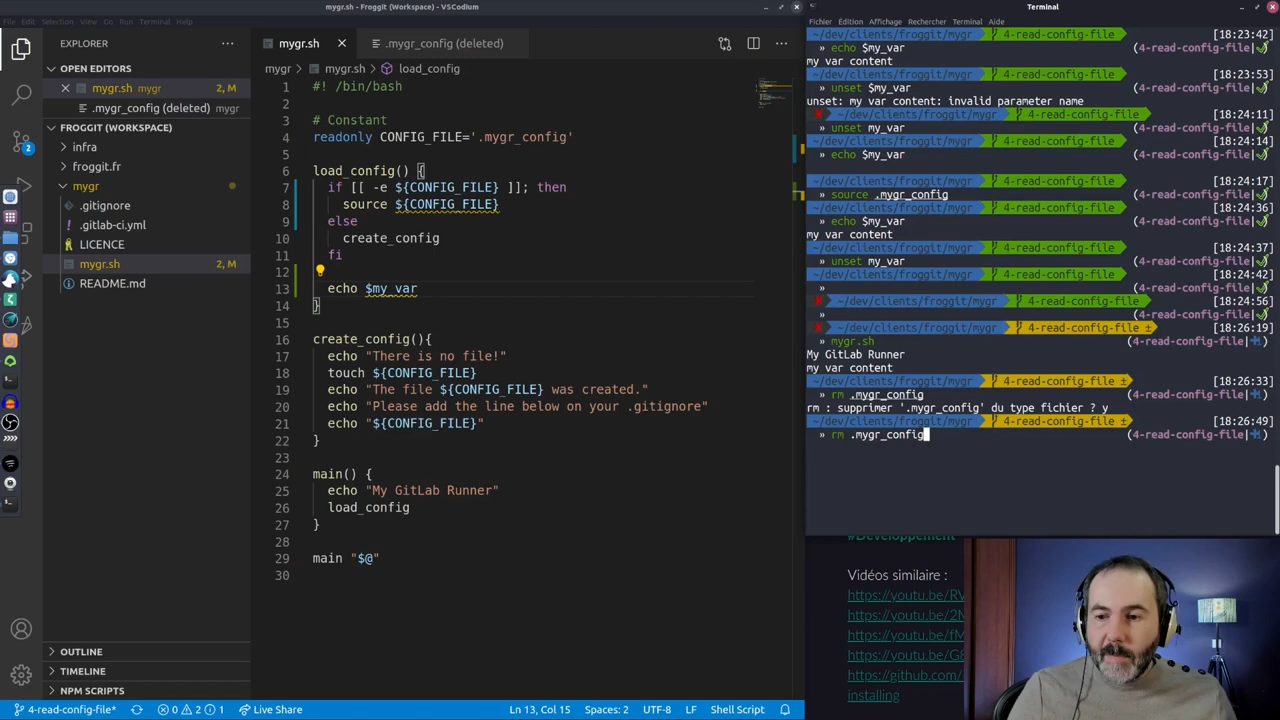 mygr.sh - Froggit (Workspace) - VSCodium
File Edit Selection View Go Run Terminal Help
EXPLORER
OPEN EDITORS
mygr.sh mygr 2, M
.mygr_config (deleted) mygr
FROGGIT (WORKSPACE)
infra
froggit.fr
mygr
.gitignore
.gitlab-ci.yml
LICENCE
mygr.sh 2, M
README.md
OUTLINE
TIMELINE
NPM SCRIPTS
2
mygr.sh
.mygr_config (deleted)
mygr > mygr.sh > load_config
1 #! /bin/bash
2
3 # Constant
4 readonly CONFIG_FILE='.mygr_config'
5
6 load_config() {
7 if [[ -e ${CONFIG_FILE} ]]; then
8 source ${CONFIG_FILE}
9 else
10 create_config
11 fi
12
13 echo $my_var
14 }
15
16 create_config(){
17 echo "There is no file!"
18 touch ${CONFIG_FILE}
19 echo "The file ${CONFIG_FILE} was created."
20 echo "Please add the line below on your .gitignore"
21 echo "${CONFIG_FILE}"
22 }
23
24 main() {
25 echo "My GitLab Runner"
26 load_config
27 }
28
29 main "$@"
30
4-read-config-file* 0 2 1 Live Share Ln 13, Col 15 Spaces: 2 UTF-8 LF Shell Script
Terminal
Fichier Édition Affichage Rechercher Terminal Aide
~/dev/clients/froggit/mygr 4-read-config-file [18:23:42]
» echo $my_var (4-read-config-file|✓)
my var content
~/dev/clients/froggit/mygr 4-read-config-file [18:23:53]
» unset $my_var (4-read-config-file|✓)
unset: my var content: invalid parameter name
✘ ~/dev/clients/froggit/mygr 4-read-config-file [18:24:11]
» unset my_var (4-read-config-file|✓)
~/dev/clients/froggit/mygr 4-read-config-file [18:24:14]
» echo $my_var (4-read-config-file|✓)
~/dev/clients/froggit/mygr 4-read-config-file [18:24:17]
» source .mygr_config (4-read-config-file|✓)
~/dev/clients/froggit/mygr 4-read-config-file [18:24:36]
» echo $my_var (4-read-config-file|✓)
my var content
~/dev/clients/froggit/mygr 4-read-config-file [18:24:37]
» unset my_var (4-read-config-file|✓)
~/dev/clients/froggit/mygr 4-read-config-file [18:24:42]
» (4-read-config-file|✓)
✘ ~/dev/clients/froggit/mygr 4-read-config-file [18:24:56]
» (4-read-config-file|✓)
✘ ~/dev/clients/froggit/mygr 4-read-config-file ± [18:26:19]
» mygr.sh (4-read-config-file|+1)
My GitLab Runner
my var content
~/dev/clients/froggit/mygr 4-read-config-file ± [18:26:33]
» rm .mygr_config (4-read-config-file|+1)
rm : supprimer '.mygr_config' du type fichier ? y
~/dev/clients/froggit/mygr 4-read-config-file ± [18:26:49]
» rm .mygr_config (4-read-config-file|+1)
#Développement
Vidéos similaire :
https://youtu.be/RV
https://youtu.be/2M
https://youtu.be/fM
https://youtu.be/G8
https://github.com/
installing